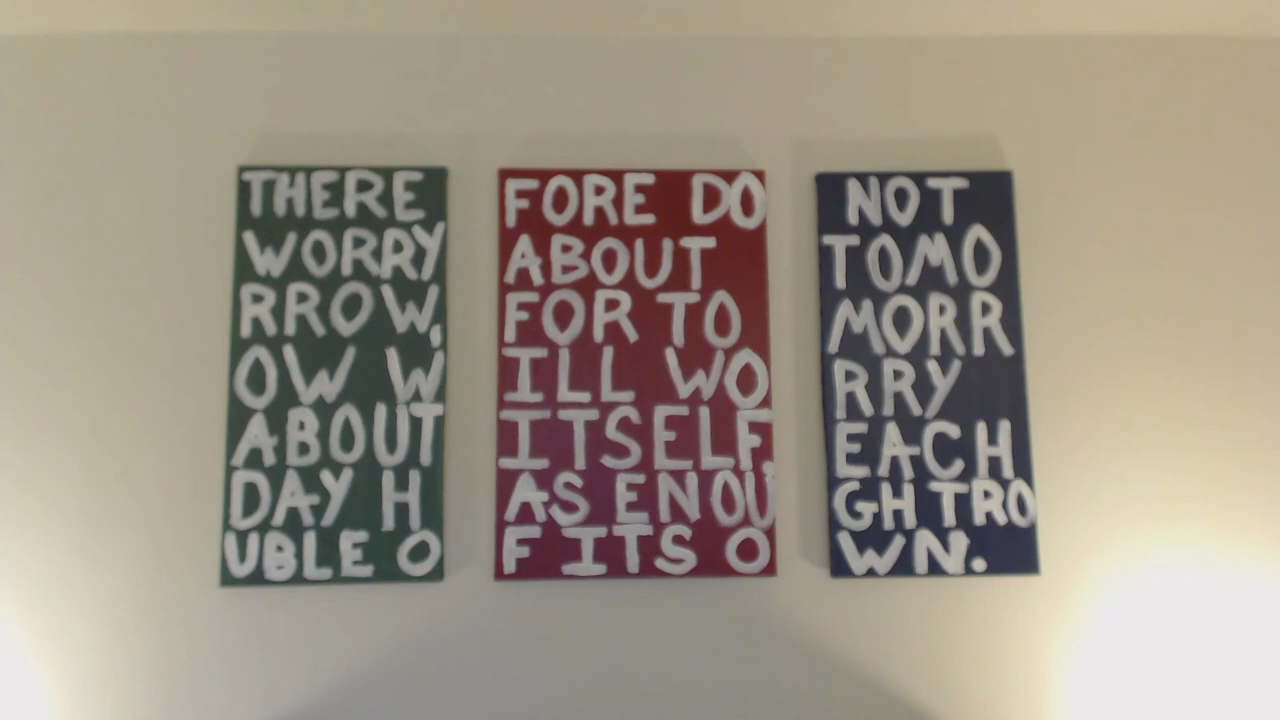 THERE FORE DO NOT
WORRY ABOUT TOMO
RROW, FOR TO MORR
OW W ILL WO RRY
ABOUT ITSELF. EACH
DAY H AS ENOU GH TRO
UBLE O F ITS O WN.